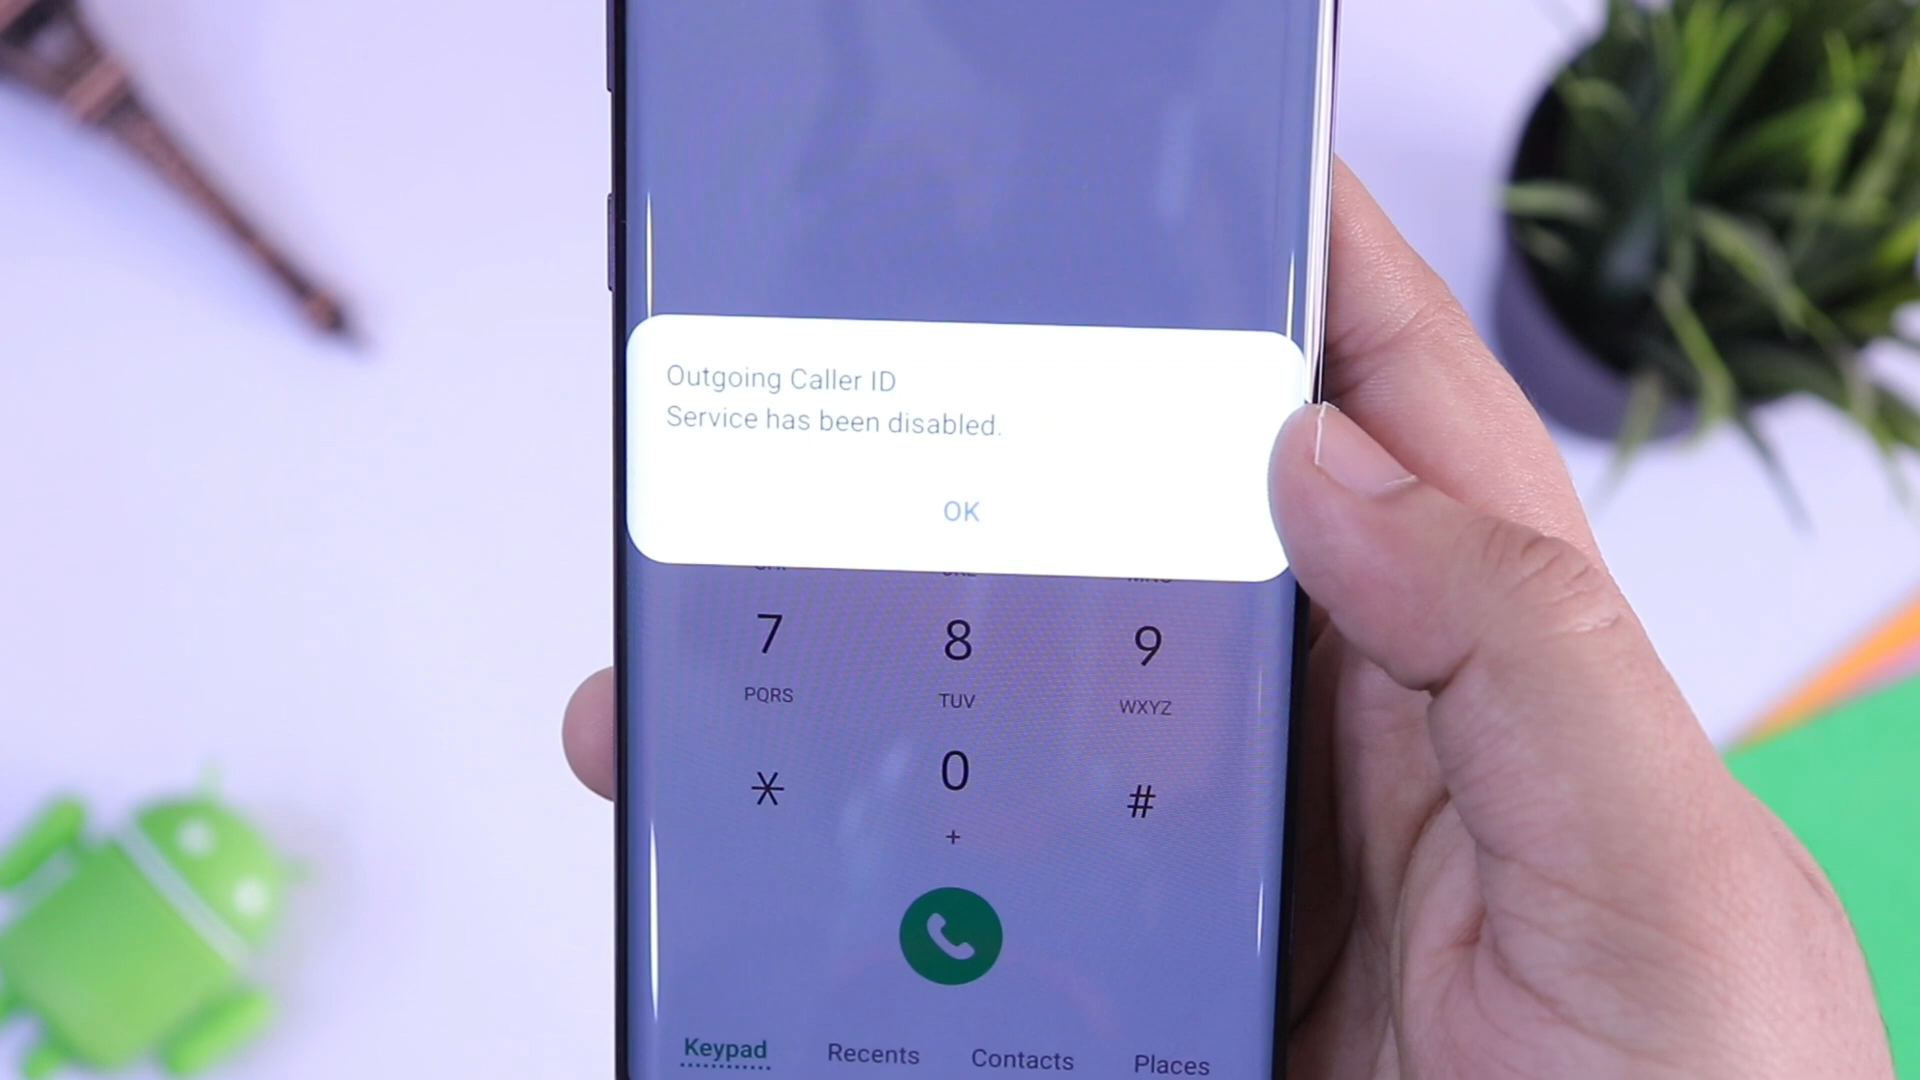 Outgoing Caller ID
Service has been disabled.
OK
7 8 9
PQRS TUV WXYZ
* 0 #
+
Keypad Recents Contacts Places